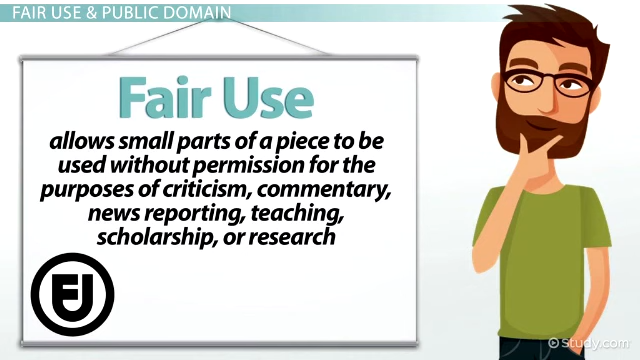 FAIR USE & PUBLIC DOMAIN
Fair Use
allows small parts of a piece to be
used without permission for the
purposes of criticism, commentary,
news reporting, teaching,
scholarship, or research
FU
Study.com